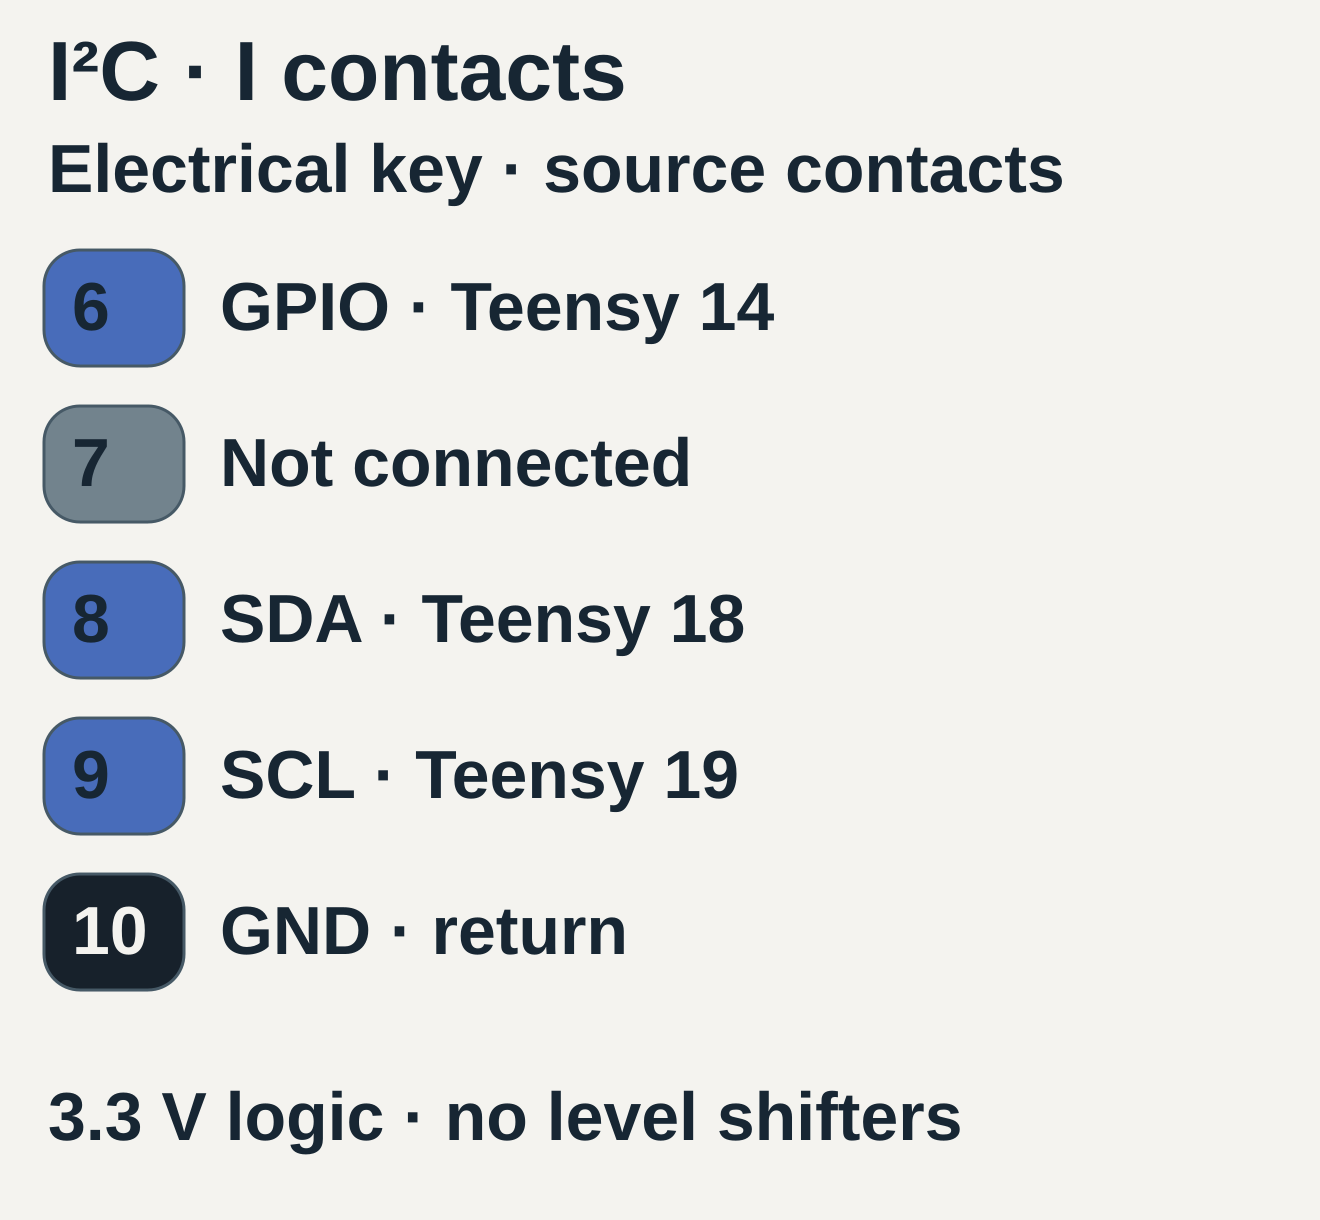 I²C · I contacts
Electrical key · source contacts
6 GPIO · Teensy 14
7 Not connected
8 SDA · Teensy 18
9 SCL · Teensy 19
10 GND · return
3.3 V logic · no level shifters